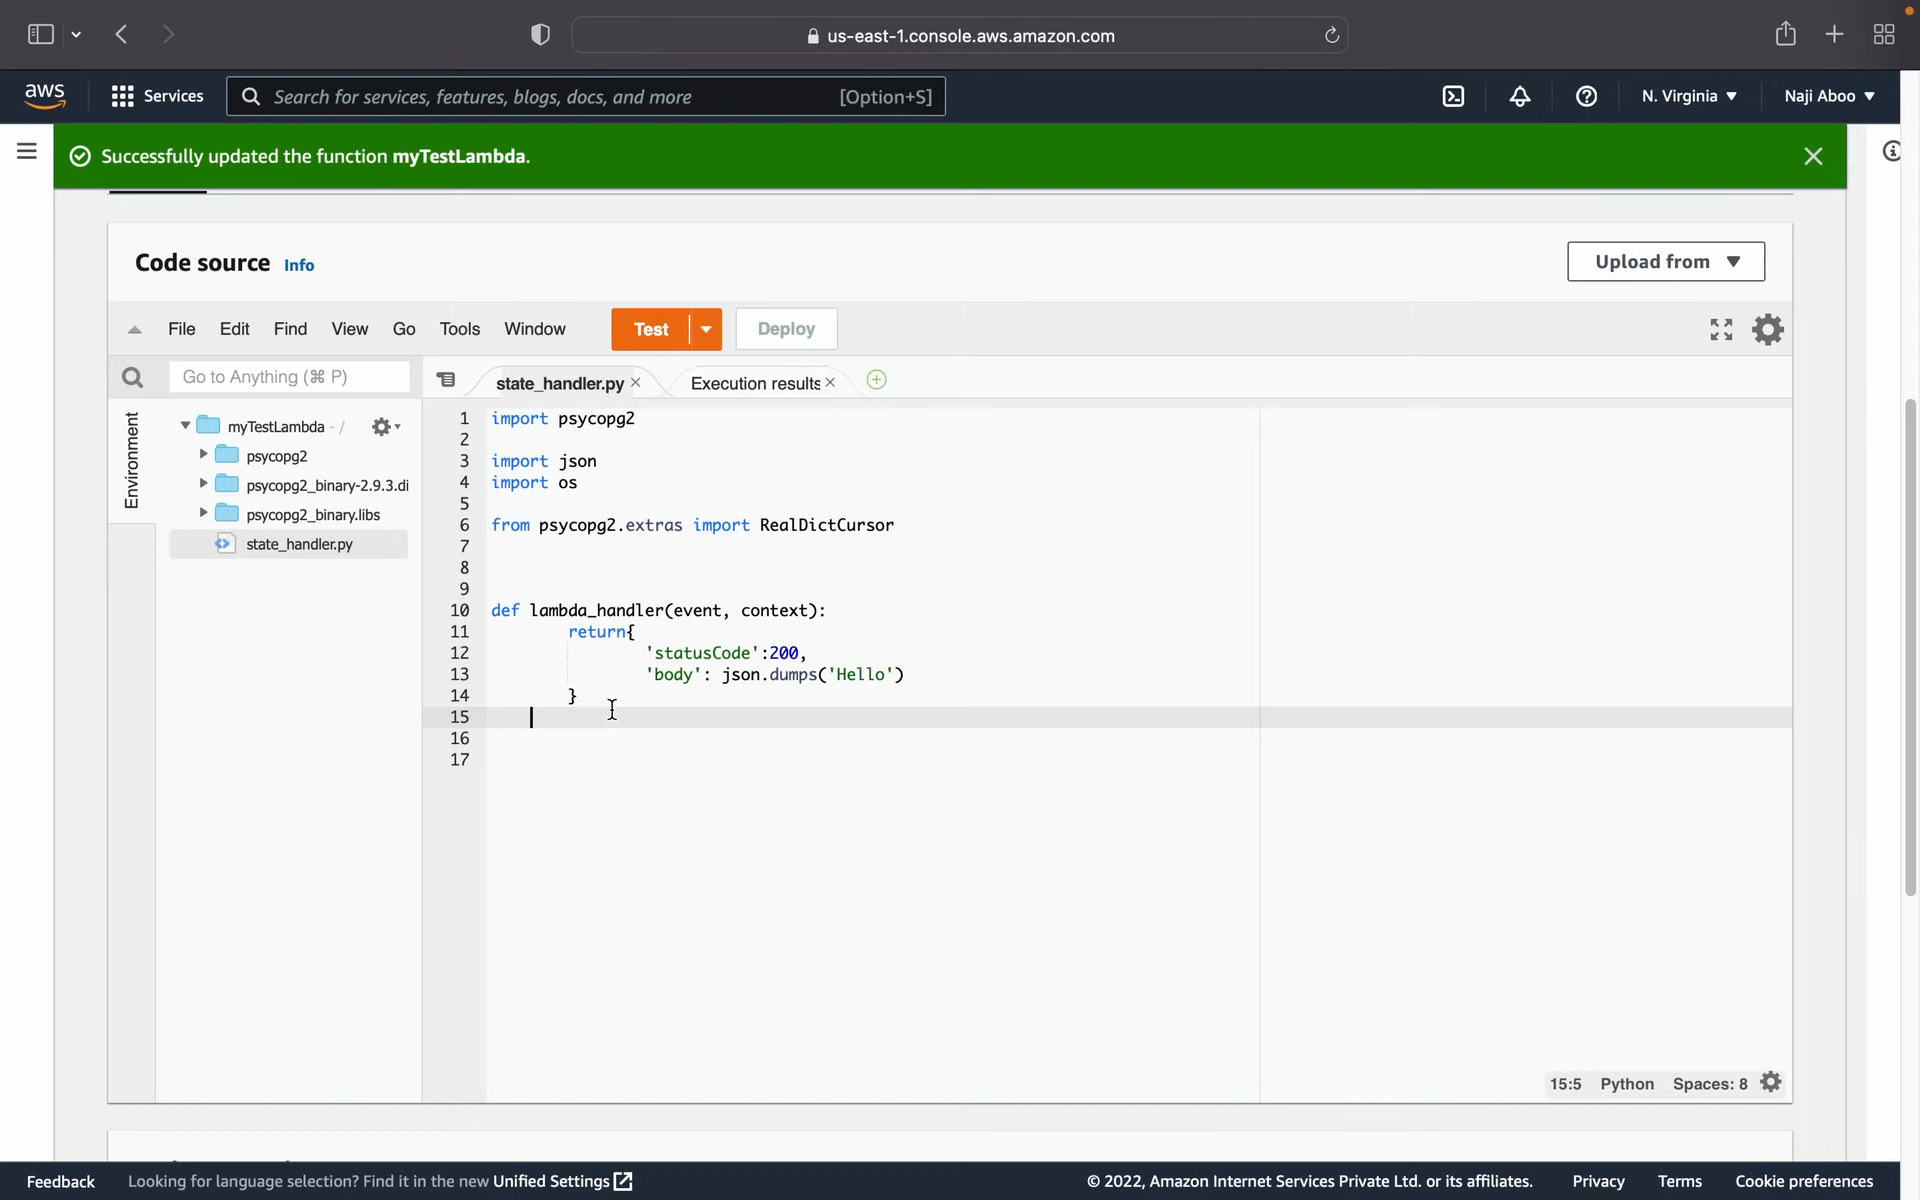 us-east-1.console.aws.amazon.com
aws Services Search for services, features, blogs, docs, and more [Option+S] N. Virginia ▼ Naji Aboo ▼
Successfully updated the function myTestLambda.
Code source Info Upload from ▼
File Edit Find View Go Tools Window Test Deploy
Go to Anything (⌘ P) state_handler.py × Execution results ×
Environment
myTestLambda - /
psycopg2
psycopg2_binary-2.9.3.di
psycopg2_binary.libs
state_handler.py
1 import psycopg2
2
3 import json
4 import os
5
6 from psycopg2.extras import RealDictCursor
7
8
9
10 def lambda_handler(event, context):
11 return{
12 'statusCode':200,
13 'body': json.dumps('Hello')
14 }
15
16
17
15:5 Python Spaces: 8
Feedback Looking for language selection? Find it in the new Unified Settings © 2022, Amazon Internet Services Private Ltd. or its affiliates. Privacy Terms Cookie preferences